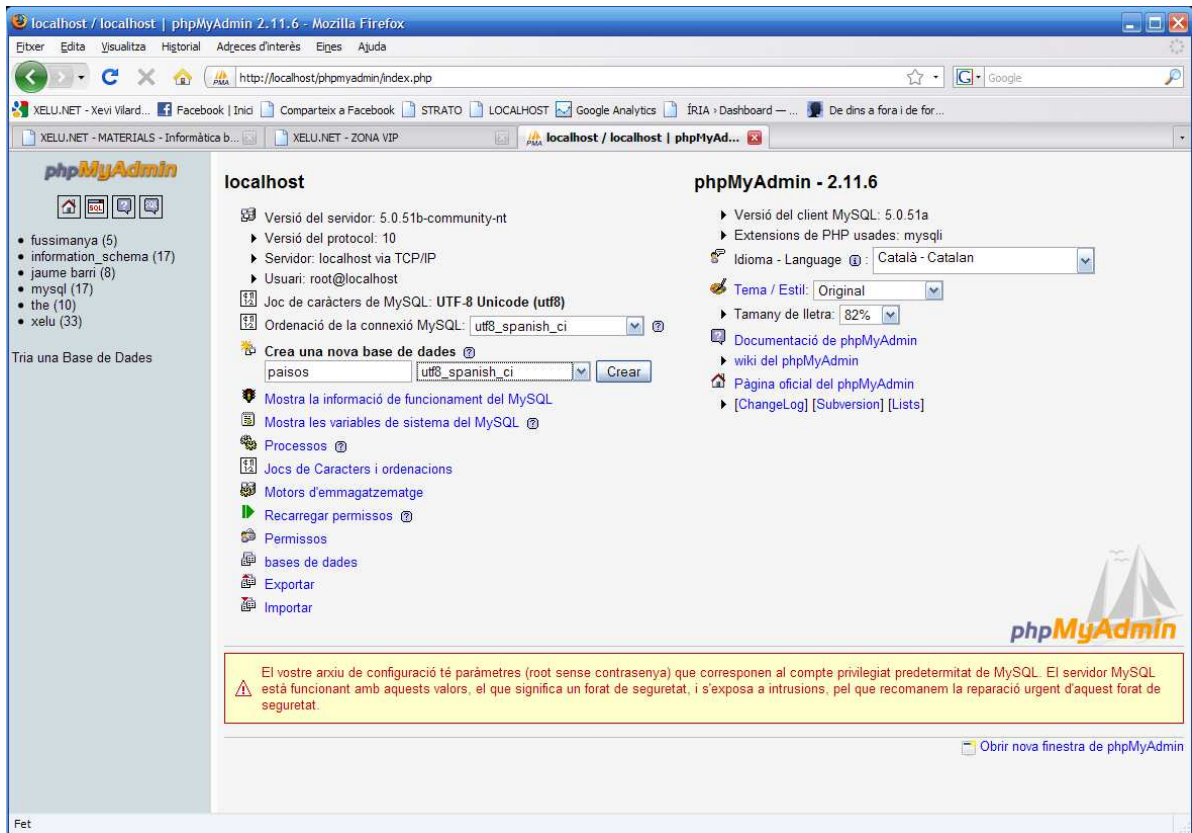 localhost / localhost | phpMyAdmin 2.11.6 - Mozilla Firefox
Fitxer Edita Visualitza Historial Adreces d'interès Eines Ajuda
http://localhost/phpmyadmin/index.php
Google
XELU.NET - Xevi Vilard... Facebook | Inici Comparteix a Facebook STRATO LOCALHOST Google Analytics ÍRIA › Dashboard — ... De dins a fora i de for...
XELU.NET - MATERIALS - Informàtica b... XELU.NET - ZONA VIP localhost / localhost | phpMyAd...
phpMyAdmin
SQL
fussimanya (5)
information_schema (17)
jaume barri (8)
mysql (17)
the (10)
xelu (33)
Tria una Base de Dades
localhost
Versió del servidor: 5.0.51b-community-nt
Versió del protocol: 10
Servidor: localhost via TCP/IP
Usuari: root@localhost
Joc de caràcters de MySQL: UTF-8 Unicode (utf8)
Ordenació de la connexió MySQL: utf8_spanish_ci
Crea una nova base de dades
paisos utf8_spanish_ci Crear
Mostra la informació de funcionament del MySQL
Mostra les variables de sistema del MySQL
Processos
Jocs de Caracters i ordenacions
Motors d'emmagatzematge
Recarregar permissos
Permissos
bases de dades
Exportar
Importar
phpMyAdmin - 2.11.6
Versió del client MySQL: 5.0.51a
Extensions de PHP usades: mysqli
Idioma - Language : Català - Catalan
Tema / Estil: Original
Tamany de lletra: 82%
Documentació de phpMyAdmin
wiki del phpMyAdmin
Pàgina oficial del phpMyAdmin
[ChangeLog] [Subversion] [Lists]
phpMyAdmin
El vostre arxiu de configuració té paràmetres (root sense contrasenya) que corresponen al compte privilegiat predetermitat de MySQL. El servidor MySQL
està funcionant amb aquests valors, el que significa un forat de seguretat, i s'exposa a intrusions, pel que recomanem la reparació urgent d'aquest forat de
seguretat.
Obrir nova finestra de phpMyAdmin
Fet